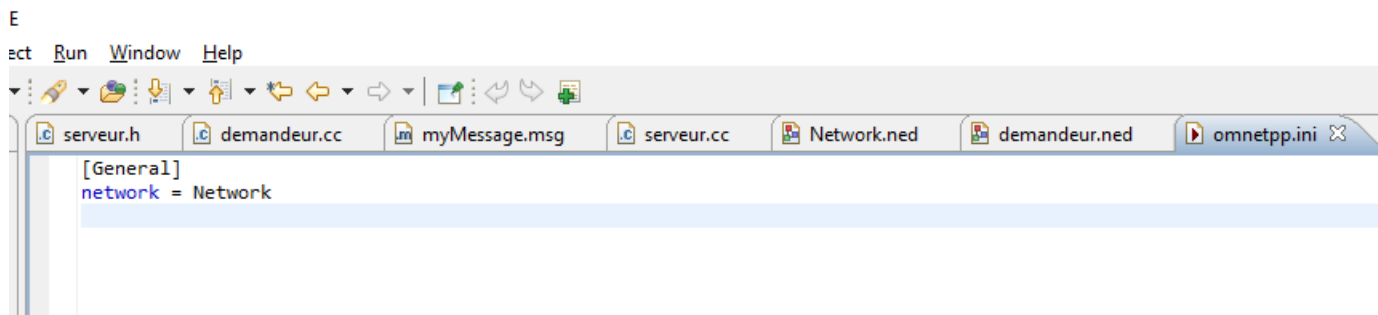 E
ect Run Window Help
serveur.h demandeur.cc myMessage.msg serveur.cc Network.ned demandeur.ned omnetpp.ini
[General]
network = Network